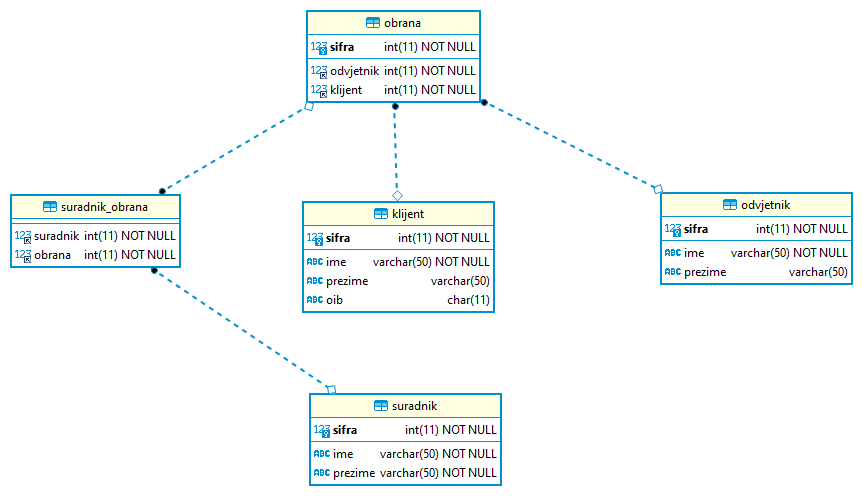 obrana
123 sifra int(11) NOT NULL
123 odvjetnik int(11) NOT NULL
123 klijent int(11) NOT NULL
suradnik_obrana
123 suradnik int(11) NOT NULL
123 obrana int(11) NOT NULL
klijent
123 sifra int(11) NOT NULL
ABC ime varchar(50) NOT NULL
ABC prezime varchar(50)
ABC oib char(11)
odvjetnik
123 sifra int(11) NOT NULL
ABC ime varchar(50) NOT NULL
ABC prezime varchar(50)
suradnik
123 sifra int(11) NOT NULL
ABC ime varchar(50) NOT NULL
ABC prezime varchar(50) NOT NULL